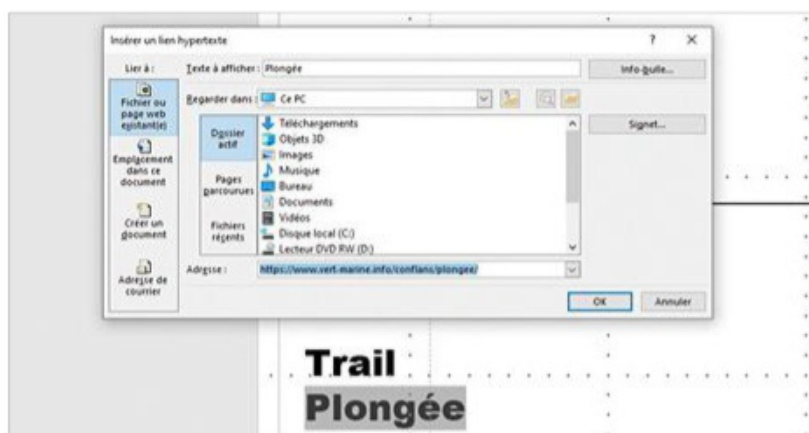 Insérer un lien hypertexte
? ×
Lier à :
Texte à afficher : Plongée
Info-bulle...
Fichier ou
page web
existant(e)
Regarder dans : Ce PC
Signet...
Emplacement
dans ce
document
Créer un
document
Adresse de
courrier
Dossier
actif
Pages
parcourues
Fichiers
récents
Téléchargements
Objets 3D
Images
Musique
Bureau
Documents
Vidéos
Disque local (C:)
Lecteur DVD RW (D:)
Adresse : https://www.vert-marine.info/conflans/plongee/
OK
Annuler
Trail
Plongée